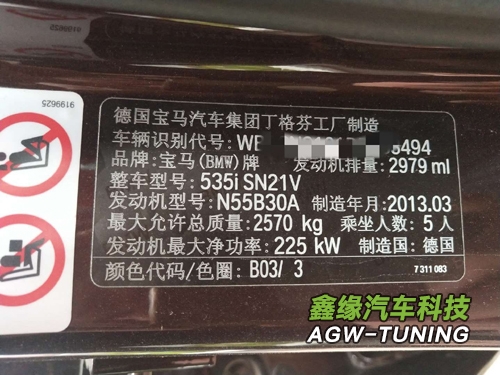 9199652
9199625
德国宝马汽车集团丁格芬工厂制造
车辆识别代号: WB 5494
品牌: 宝马(BMW)牌 发动机排量: 2979 ml
整车型号: 535i SN21V
发动机型号: N55B30A 制造年月: 2013.03
最大允许总质量: 2570 kg 乘坐人数: 5 人
发动机最大净功率: 225 kW 制造国: 德国
颜色代码/色圈: B03/ 3
7 311 083
鑫缘汽车科技
AGW-TUNING